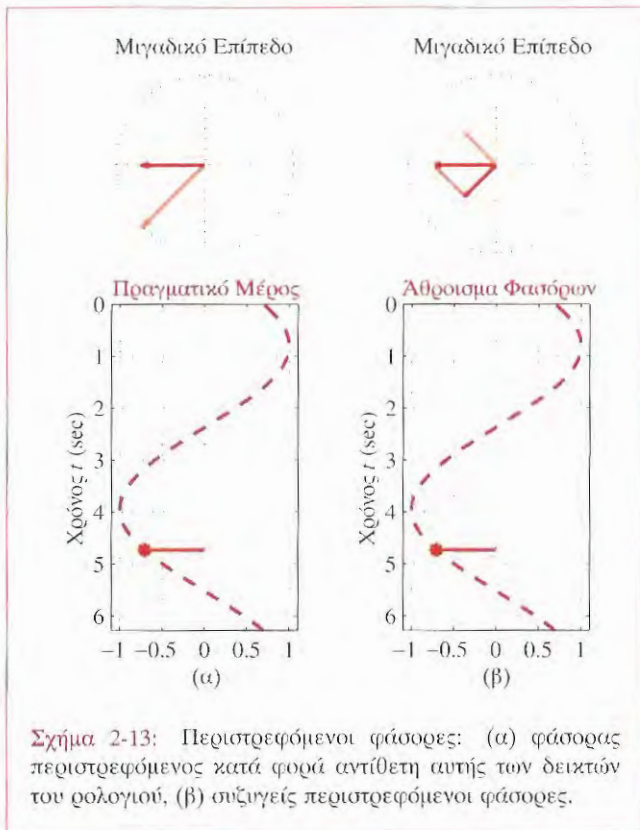 Μιγαδικό Επίπεδο Μιγαδικό Επίπεδο
Πραγματικό Μέρος Άθροισμα Φασόρων
0 0
1 1
2 2
3 3
4 4
5 5
6 6
Χρόνος t (sec) Χρόνος t (sec)
−1 −0.5 0 0.5 1 −1 −0.5 0 0.5 1
(α) (β)
Σχήμα 2-13: Περιστρεφόμενοι φάσορες: (α) φάσορας
περιστρεφόμενος κατά φορά αντίθετη αυτής των δεικτών
του ρολογιού, (β) συζυγείς περιστρεφόμενοι φάσορες.